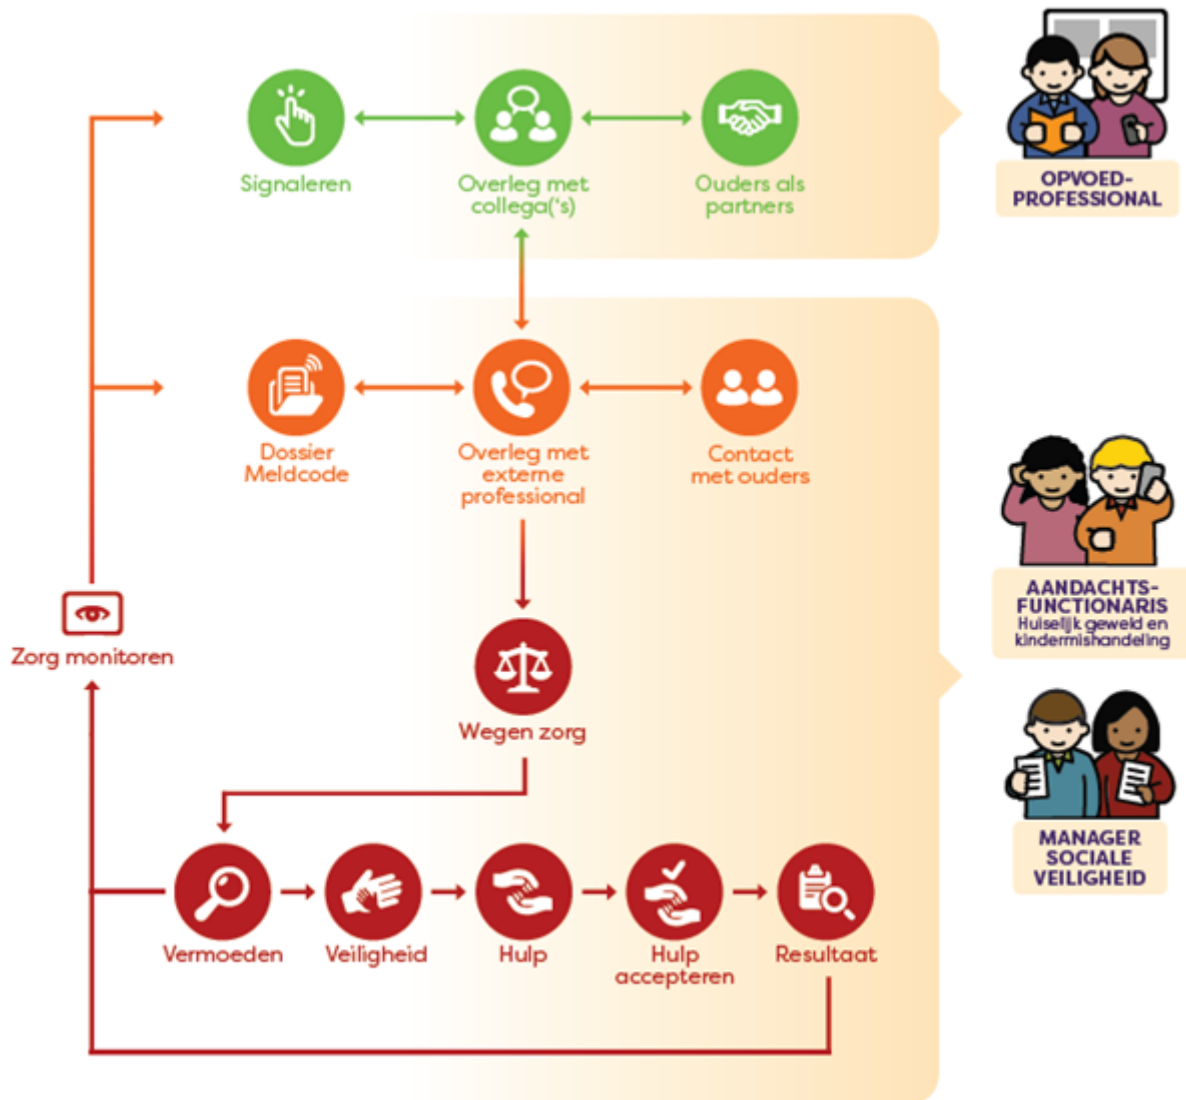 Signaleren
Overleg met
collega('s)
Ouders als
partners
OPVOED-
PROFESSIONAL
Dossier
Meldcode
Overleg met
externe
professional
Contact
met ouders
AANDACHTS-
FUNCTIONARIS
Huiselijk geweld en
kindermishandeling
Zorg monitoren
Wegen zorg
MANAGER
SOCIALE
VEILIGHEID
Vermoeden
Veiligheid
Hulp
Hulp
accepteren
Resultaat